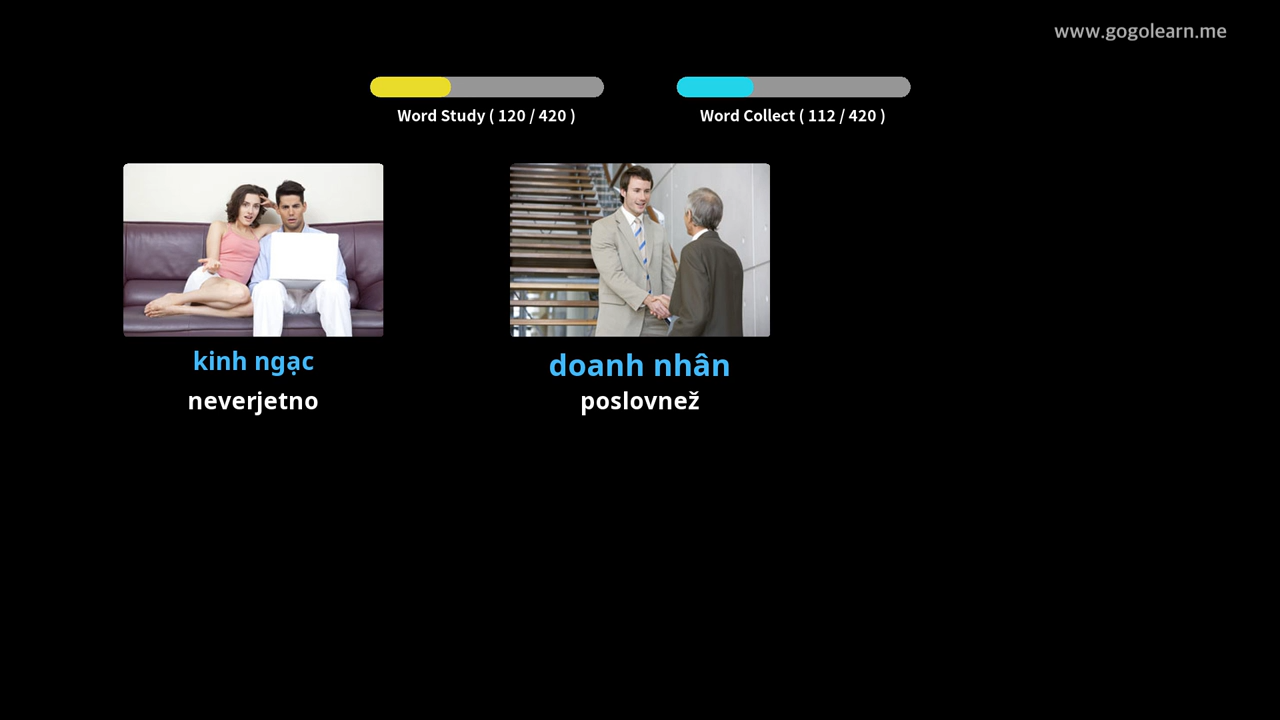 www.gogolearn.me
Word Study ( 120 / 420 )
Word Collect ( 112 / 420 )
kinh ngạc
neverjetno
doanh nhân
poslovnež